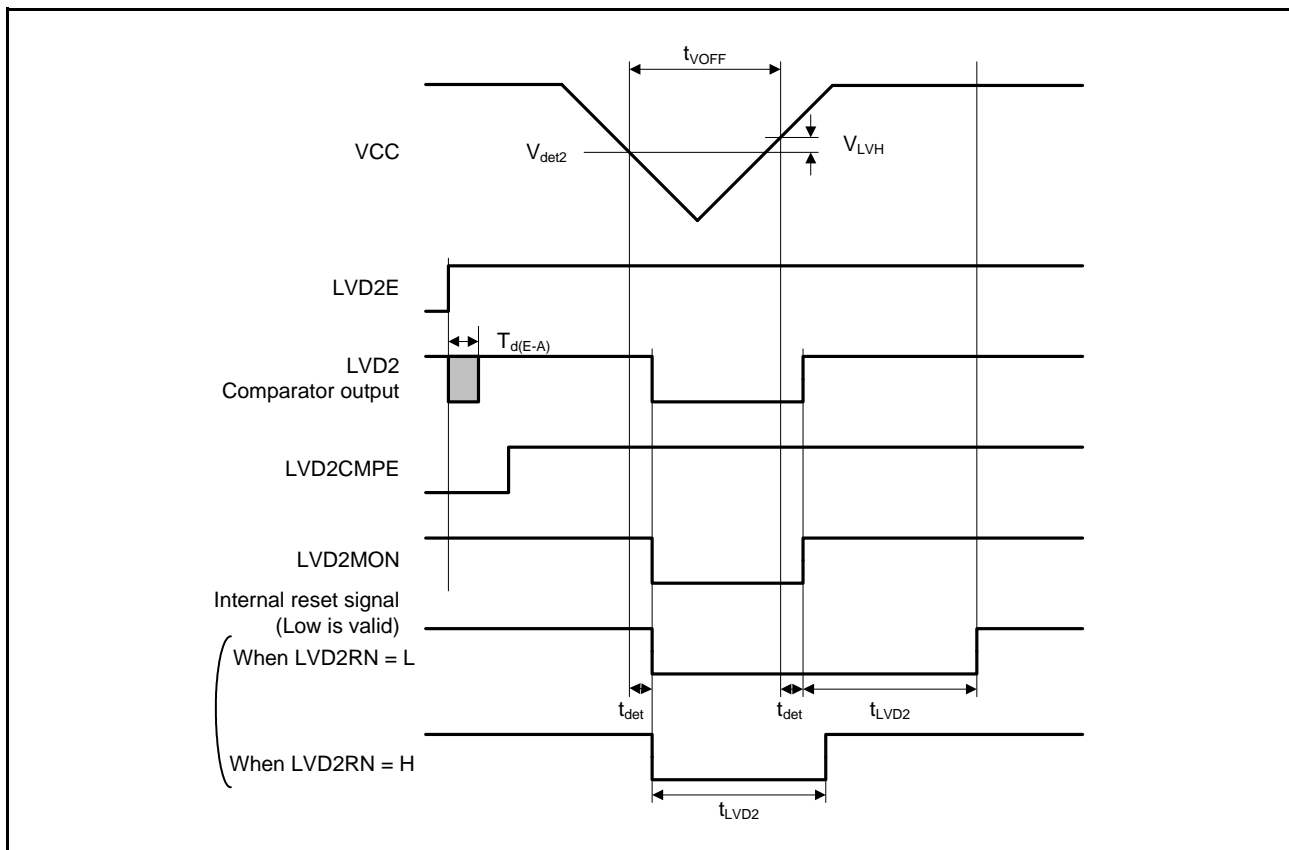 tVOFF
VCC
Vdet2
VLVH
LVD2E
Td(E-A)
LVD2
Comparator output
LVD2CMPE
LVD2MON
Internal reset signal
(Low is valid)
When LVD2RN = L
tdet
tdet
tLVD2
When LVD2RN = H
tLVD2